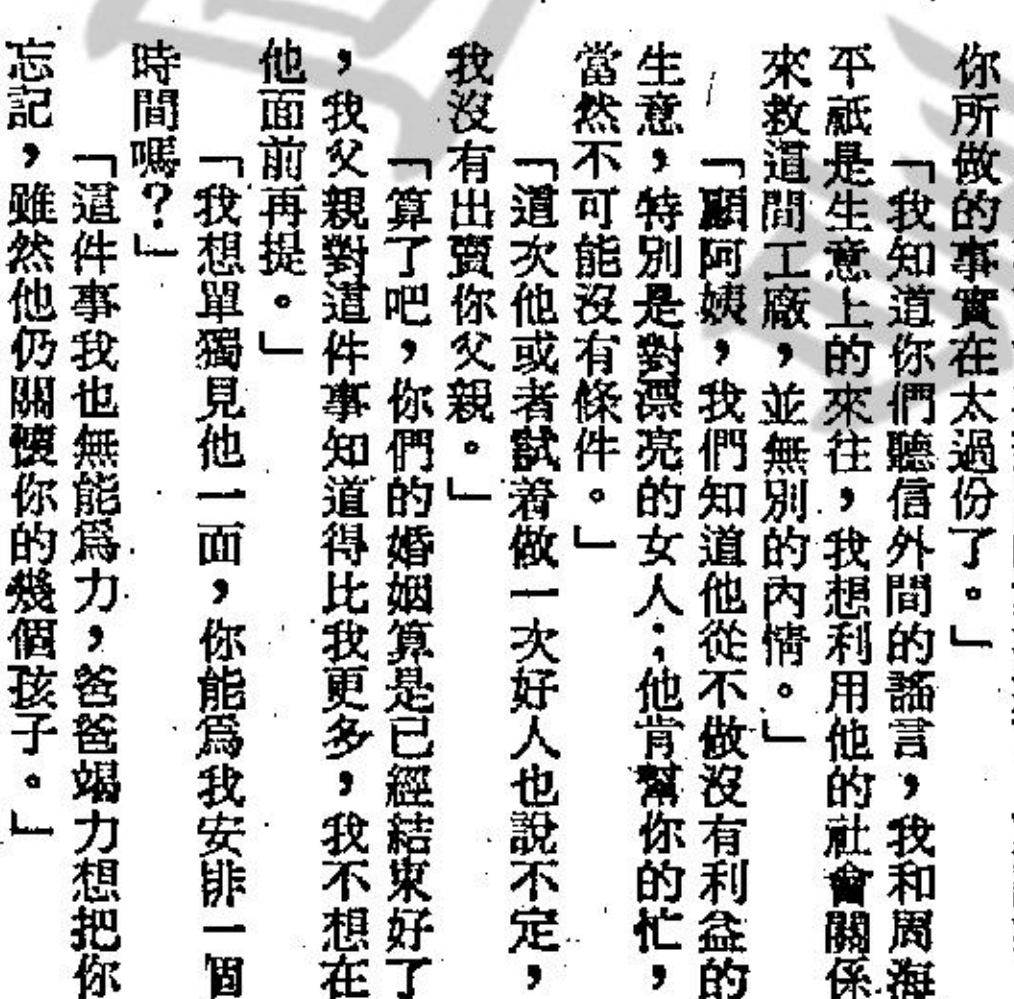 你所做的事實在太過份了。」
「我知道你們聽信外間的謠言，我和周海
平祇是生意上的來往，我想利用他的社會關係
來救這間工廠，並無別的內情。」
「顧阿姨，我們知道他從不做沒有利益的
生意，特別是對漂亮的女人；他肯幫你的忙，
當然不可能沒有條件。」
「這次他或者試着做一次好人也說不定，
我沒有出賣你父親。」
「算了吧，你們的婚姻算是已經結束好了
，我父親對這件事知道得比我更多，我不想在
他面前再提。」
「我想單獨見他一面，你能爲我安排一個
時間嗎？」
「這件事我也無能爲力，爸爸竭力想把你
忘記，雖然他仍關懷你的幾個孩子。」